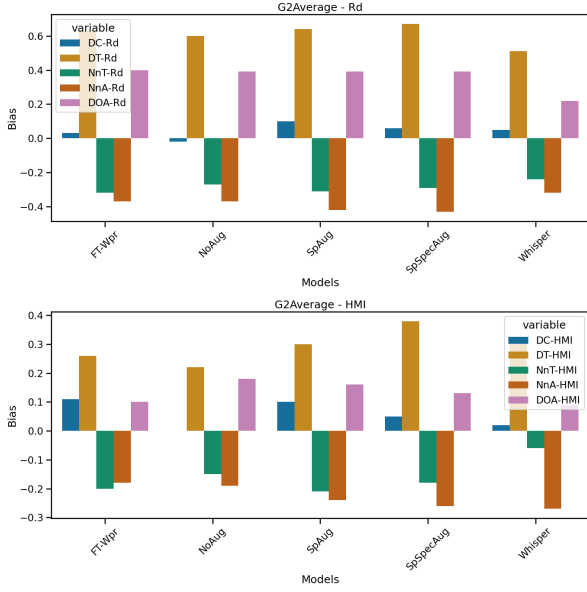 G2Average - Rd
variable
DC-Rd
DT-Rd
NnT-Rd
NnA-Rd
DOA-Rd
0.6
0.4
0.2
0.0
−0.2
−0.4
Bias
FT-Wpr
NoAug
SpAug
SpSpecAug
Whisper
Models
G2Average - HMI
variable
DC-HMI
DT-HMI
NnT-HMI
NnA-HMI
DOA-HMI
0.4
0.3
0.2
0.1
0.0
−0.1
−0.2
−0.3
Bias
FT-Wpr
NoAug
SpAug
SpSpecAug
Whisper
Models